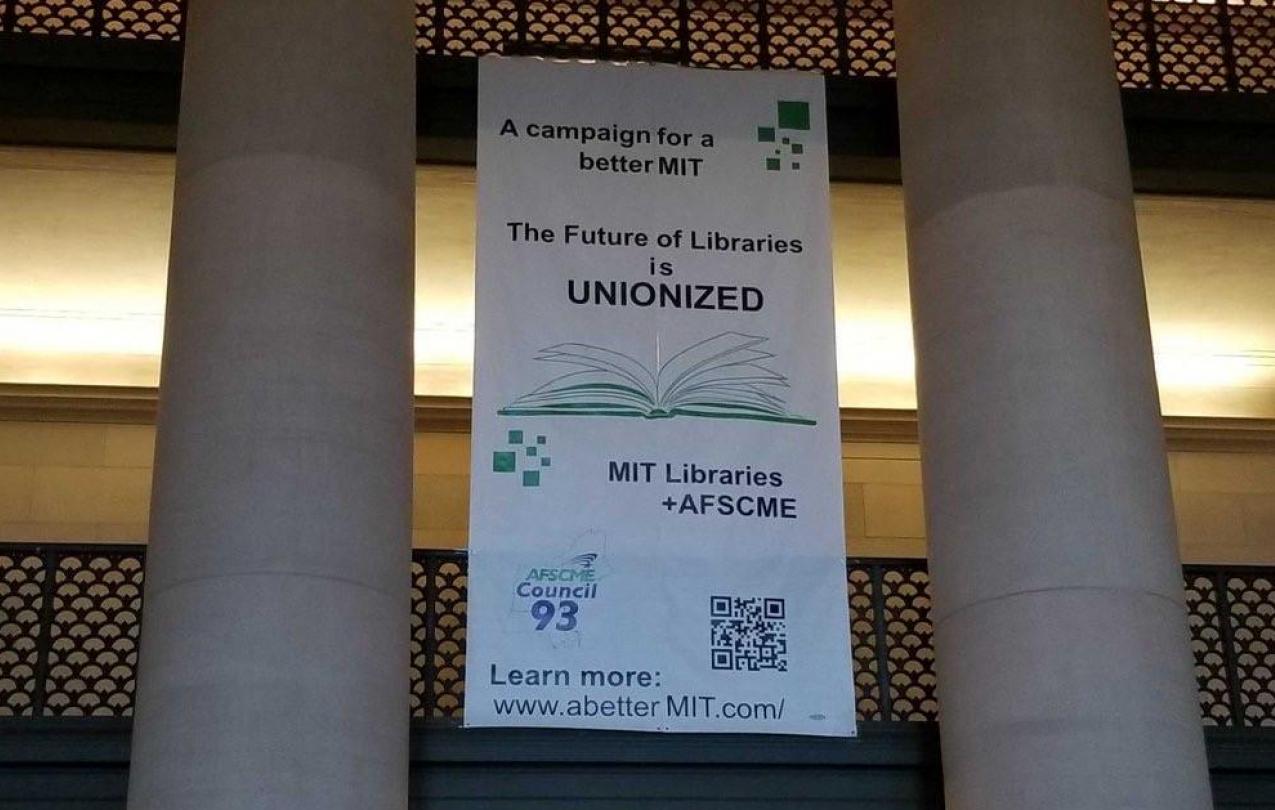 A campaign for a
better MIT
The Future of Libraries
is
UNIONIZED
MIT Libraries
+AFSCME
AFSCME
Council
93
Learn more:
www.abetterMIT.com/